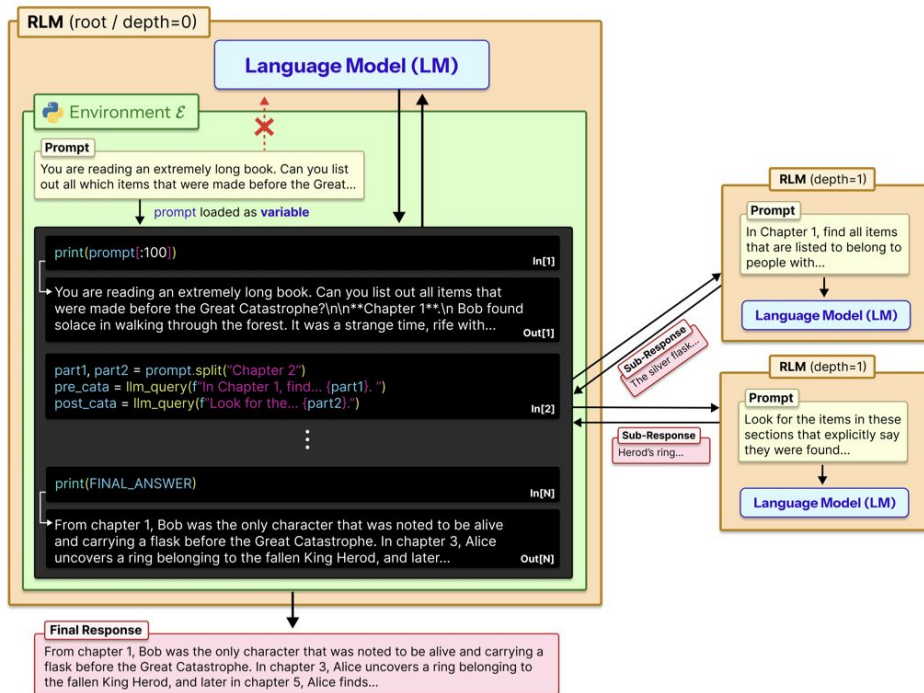 RLM (root / depth=0)
Language Model (LM)
Environment ℰ
Prompt
You are reading an extremely long book. Can you list
out all which items that were made before the Great...
prompt loaded as variable
print(prompt[:100])
In[1]
You are reading an extremely long book. Can you list out all items that
were made before the Great Catastrophe?\n\n**Chapter 1**.\n Bob found
solace in walking through the forest. It was a strange time, rife with...
Out[1]
part1, part2 = prompt.split("Chapter 2")
pre_cata = llm_query(f"In Chapter 1, find... {part1}. ")
post_cata = llm_query(f"Look for the... {part2}.")
In[2]
print(FINAL_ANSWER)
In[N]
From chapter 1, Bob was the only character that was noted to be alive
and carrying a flask before the Great Catastrophe. In chapter 3, Alice
uncovers a ring belonging to the fallen King Herod, and later...
Out[N]
Final Response
From chapter 1, Bob was the only character that was noted to be alive and carrying a
flask before the Great Catastrophe. In chapter 3, Alice uncovers a ring belonging to
the fallen King Herod, and later in chapter 5, Alice finds...
Sub-Response
The silver flask...
Sub-Response
Herod's ring...
RLM (depth=1)
Prompt
In Chapter 1, find all items
that are listed to belong to
people with...
Language Model (LM)
RLM (depth=1)
Prompt
Look for the items in these
sections that explicitly say
they were found...
Language Model (LM)